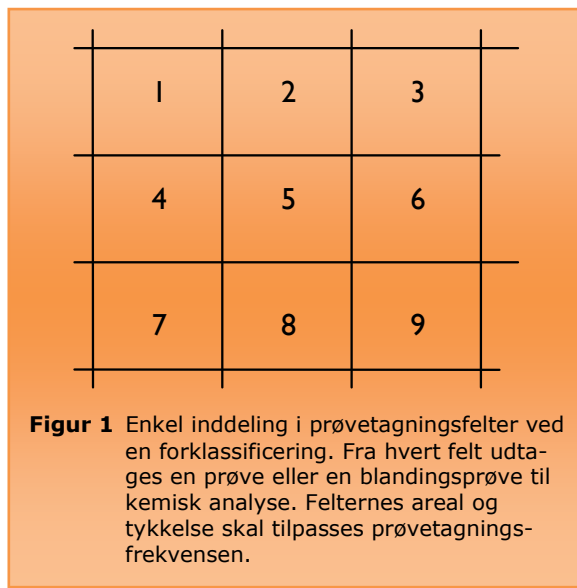 1 2 3
4 5 6
7 8 9
Figur 1 Enkel inddeling i prøvetagningsfelter ved
en forklassificering. Fra hvert felt udta-
ges en prøve eller en blandingsprøve til
kemisk analyse. Felternes areal og
tykkelse skal tilpasses prøvetagnings-
frekvensen.